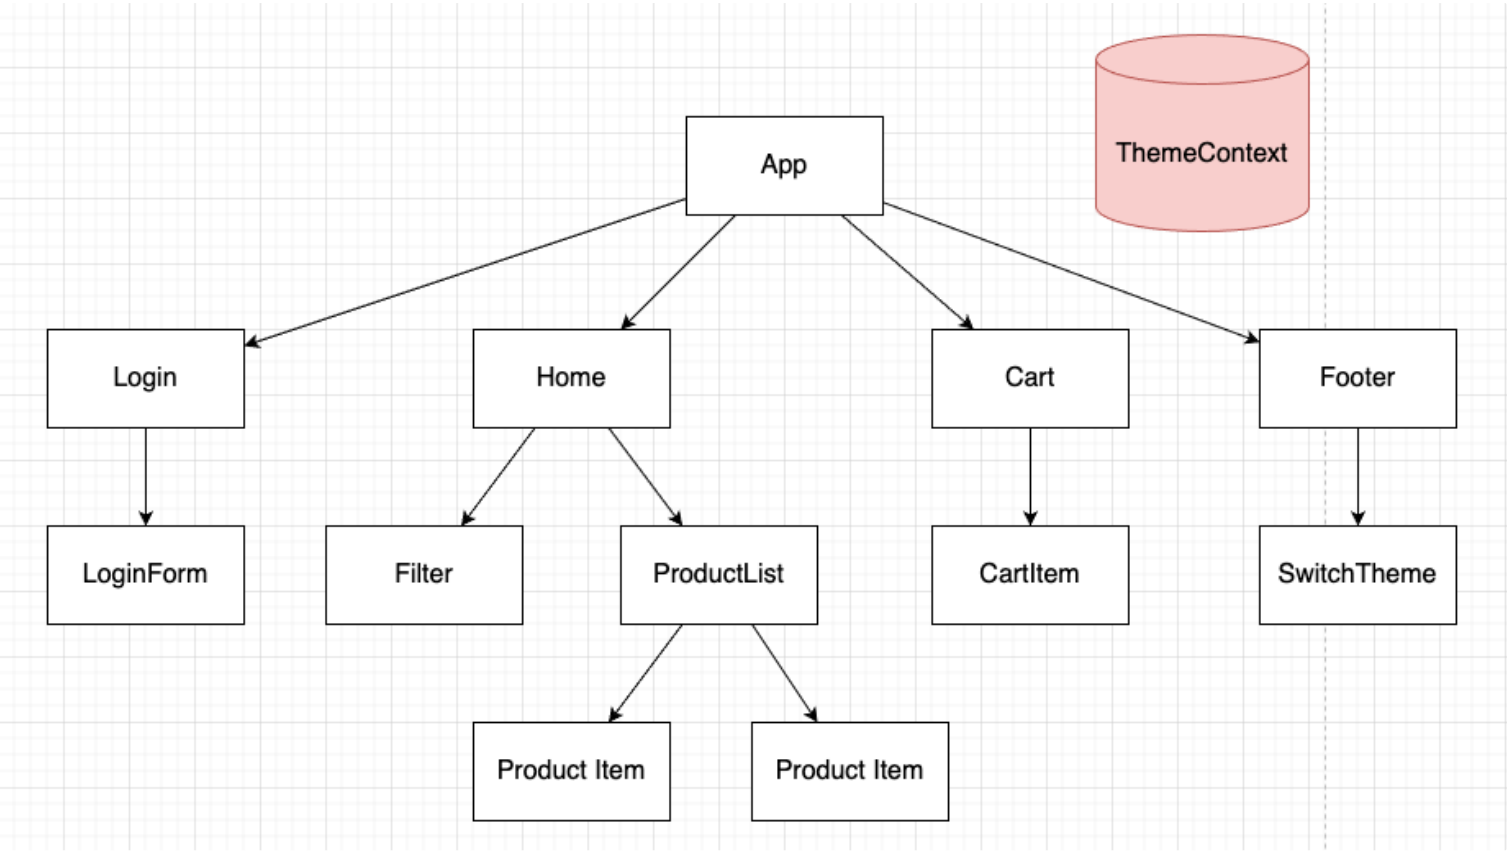 ThemeContext
App
Login
Home
Cart
Footer
LoginForm
Filter
ProductList
CartItem
SwitchTheme
Product Item
Product Item